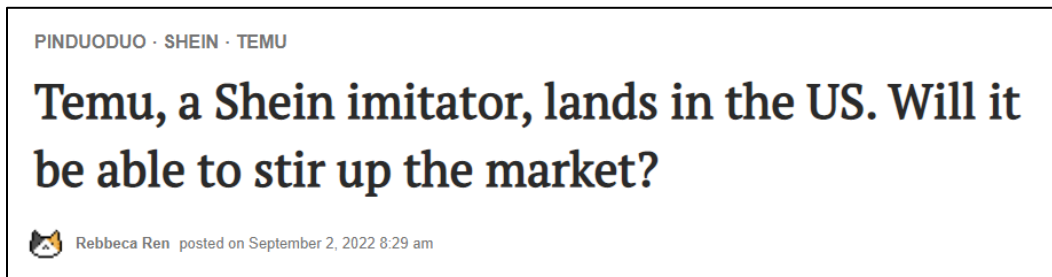 PINDUODUO · SHEIN · TEMU
Temu, a Shein imitator, lands in the US. Will it
be able to stir up the market?
Rebbeca Ren posted on September 2, 2022 8:29 am